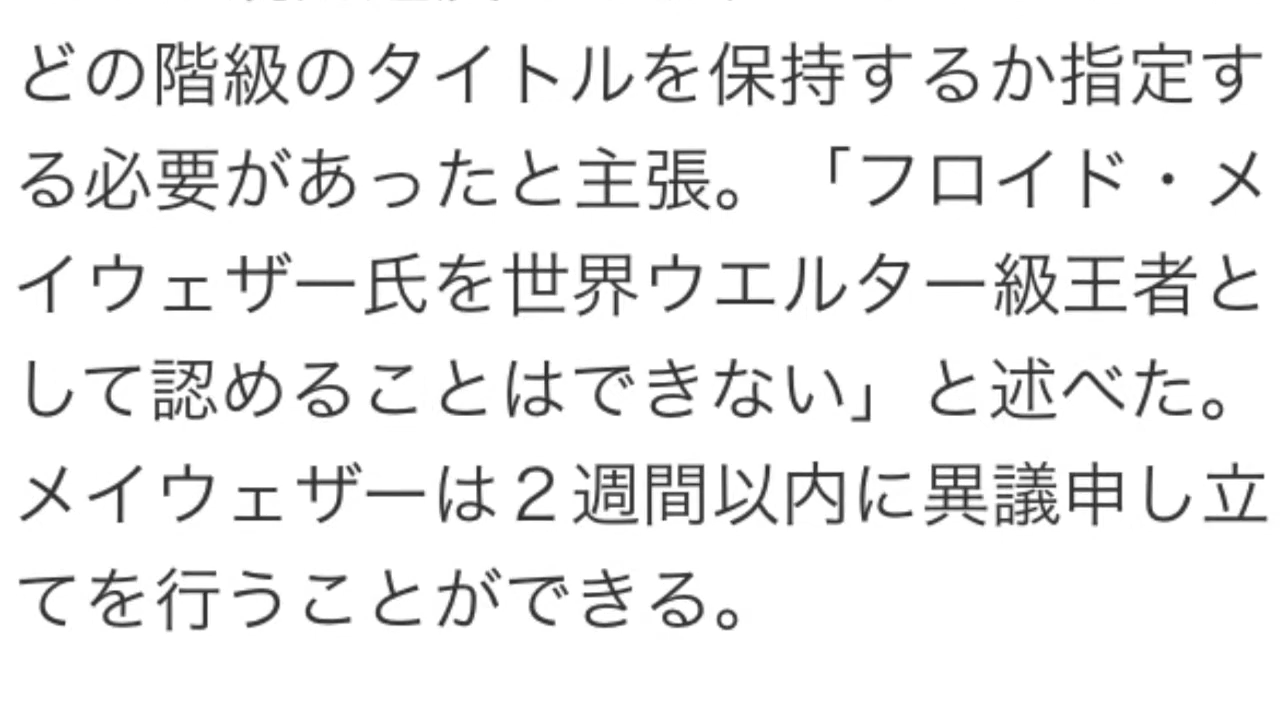 どの階級のタイトルを保持するか指定す
る必要があったと主張。「フロイド・メ
イウェザー氏を世界ウエルター級王者と
して認めることはできない」と述べた。
メイウェザーは２週間以内に異議申し立
てを行うことができる。